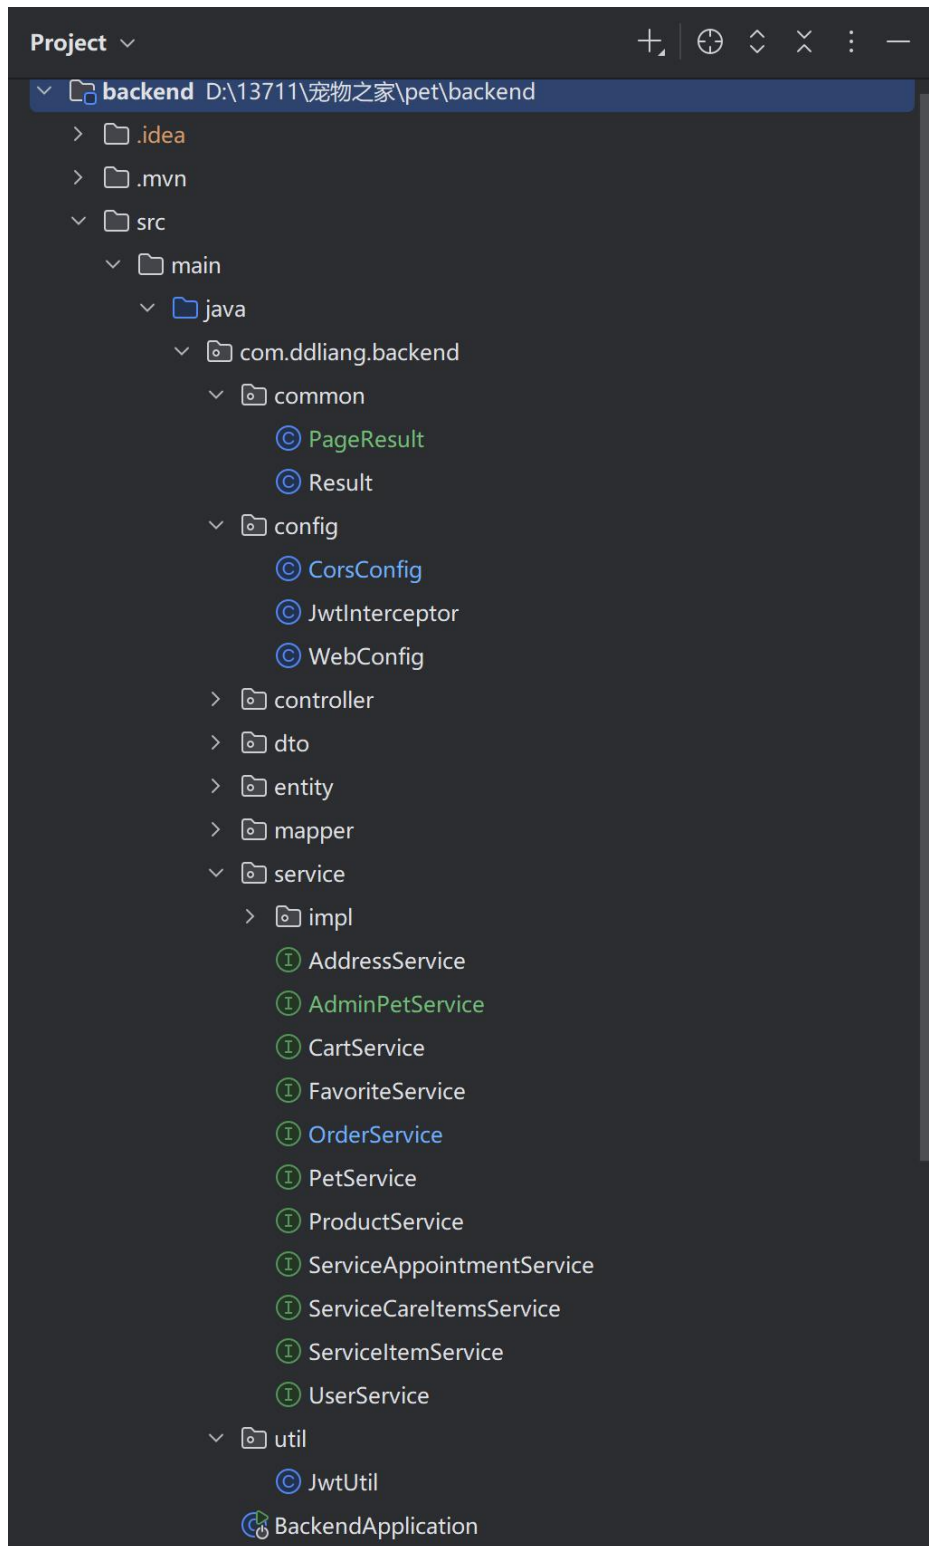 Project
backend D:\13711\宠物之家\pet\backend
.idea
.mvn
src
main
java
com.ddliang.backend
common
PageResult
Result
config
CorsConfig
JwtInterceptor
WebConfig
controller
dto
entity
mapper
service
impl
AddressService
AdminPetService
CartService
FavoriteService
OrderService
PetService
ProductService
ServiceAppointmentService
ServiceCareItemsService
ServiceItemService
UserService
util
JwtUtil
BackendApplication